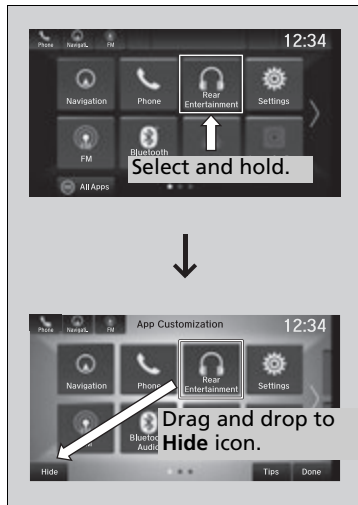 Phone Navigati.. FM 12:34
Navigation Phone Rear Entertainment Settings
FM Bluetooth
Select and hold.
All Apps
Phone Navigati.. FM App Customization 12:34
Navigation Phone Rear Entertainment Settings
Bluetooth Audio
Drag and drop to
Hide icon.
Hide Tips Done